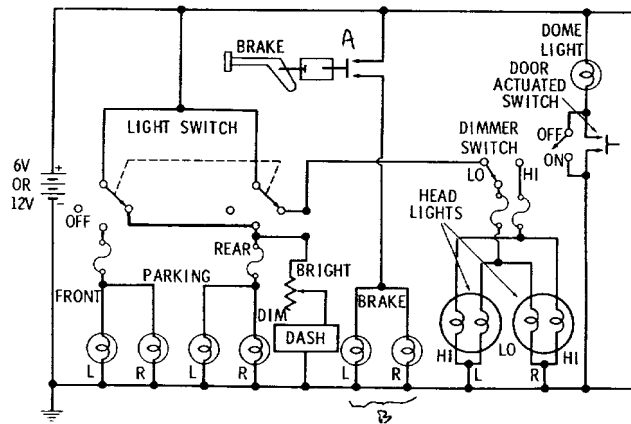 DOME
LIGHT
DOOR
ACTUATED
SWITCH
BRAKE
A
LIGHT SWITCH
DIMMER
SWITCH
OFF
ON
LO
HI
6V
OR
12V
+
-
OFF
HEAD
LIGHTS
REAR
BRIGHT
PARKING
FRONT
DIM
BRAKE
DASH
LO
HI
HI
L
R
L
R
L
R
L
R
B